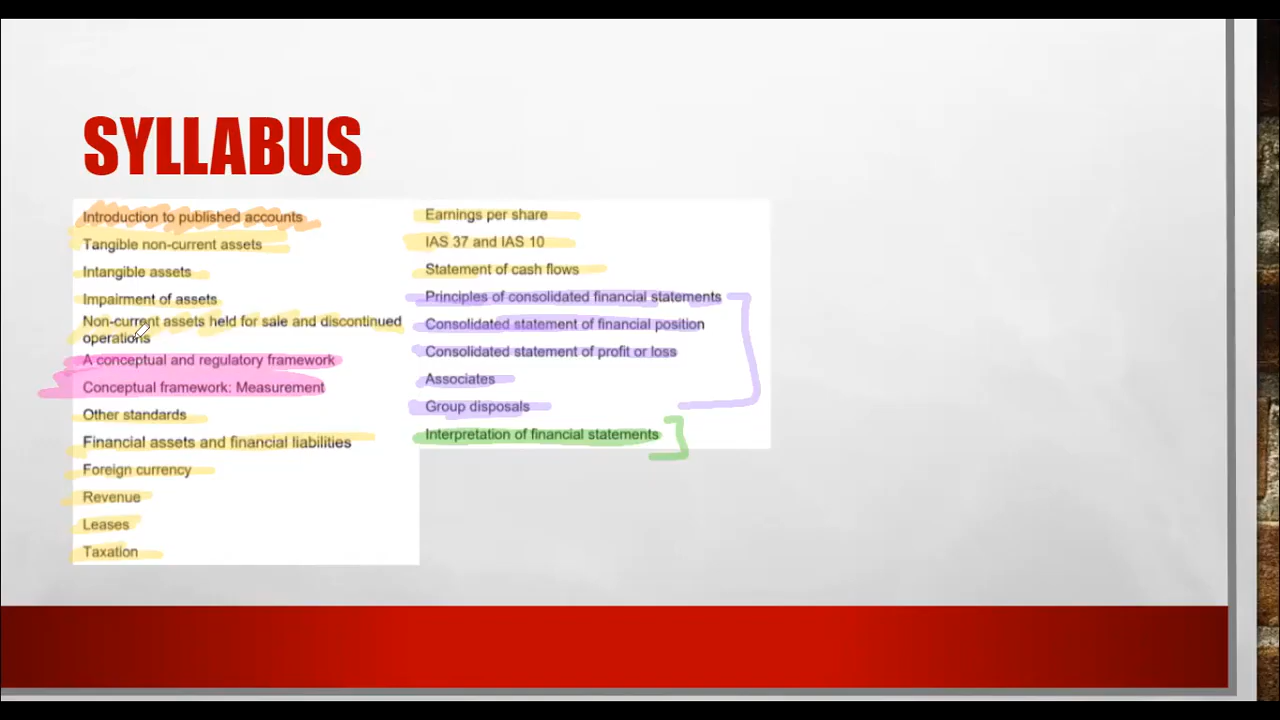 SYLLABUS
Introduction to published accounts
Tangible non-current assets
Intangible assets
Impairment of assets
Non-current assets held for sale and discontinued
operations
A conceptual and regulatory framework
Conceptual framework: Measurement
Other standards
Financial assets and financial liabilities
Foreign currency
Revenue
Leases
Taxation
Earnings per share
IAS 37 and IAS 10
Statement of cash flows
Principles of consolidated financial statements
Consolidated statement of financial position
Consolidated statement of profit or loss
Associates
Group disposals
Interpretation of financial statements